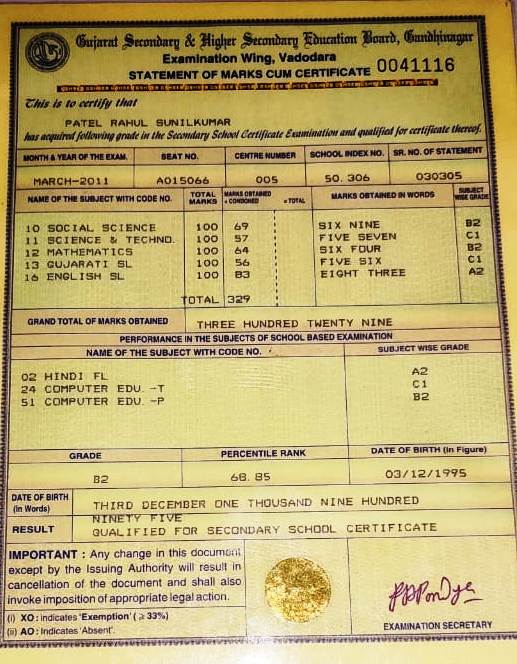 Gujarat Secondary & Higher Secondary Education Board, Gandhinagar
Examination Wing, Vadodara
STATEMENT OF MARKS CUM CERTIFICATE 0041116
This is to certify that
PATEL RAHUL SUNILKUMAR
has acquired following grade in the Secondary School Certificate Examination and qualified for certificate thereof.
MONTH & YEAR OF THE EXAM. SEAT NO. CENTRE NUMBER SCHOOL INDEX NO. SR. NO. OF STATEMENT
MARCH-2011 A015066 005 50. 306 030305
NAME OF THE SUBJECT WITH CODE NO. TOTAL MARKS MARKS OBTAINED + CONDONED = TOTAL MARKS OBTAINED IN WORDS SUBJECT WISE GRADE
10 SOCIAL SCIENCE 100 69 SIX NINE B2
11 SCIENCE & TECHNO. 100 57 FIVE SEVEN C1
12 MATHEMATICS 100 64 SIX FOUR B2
13 GUJARATI SL 100 56 FIVE SIX C1
16 ENGLISH SL 100 83 EIGHT THREE A2
TOTAL 329
GRAND TOTAL OF MARKS OBTAINED THREE HUNDRED TWENTY NINE
PERFORMANCE IN THE SUBJECTS OF SCHOOL BASED EXAMINATION
NAME OF THE SUBJECT WITH CODE NO. SUBJECT WISE GRADE
02 HINDI FL A2
24 COMPUTER EDU. -T C1
51 COMPUTER EDU. -P B2
GRADE PERCENTILE RANK DATE OF BIRTH (In Figure)
B2 68.85 03/12/1995
DATE OF BIRTH (In Words) THIRD DECEMBER ONE THOUSAND NINE HUNDRED
NINETY FIVE
RESULT QUALIFIED FOR SECONDARY SCHOOL CERTIFICATE
IMPORTANT : Any change in this document
except by the Issuing Authority will result in
cancellation of the document and shall also
invoke imposition of appropriate legal action.
(i) XO : indicates 'Exemption' ( ≥ 33%)
(ii) AO : Indicates 'Absent'.
EXAMINATION SECRETARY